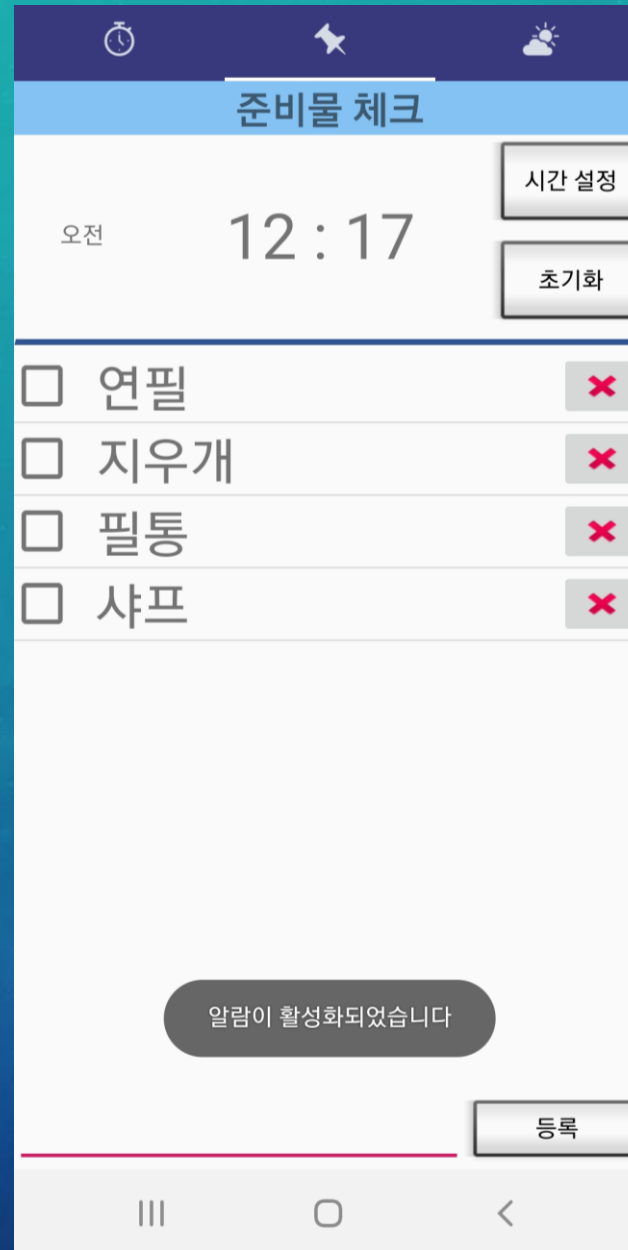 준비물 체크
시간 설정
오전 12 : 17
초기화
연필
지우개
필통
샤프
알람이 활성화되었습니다
등록